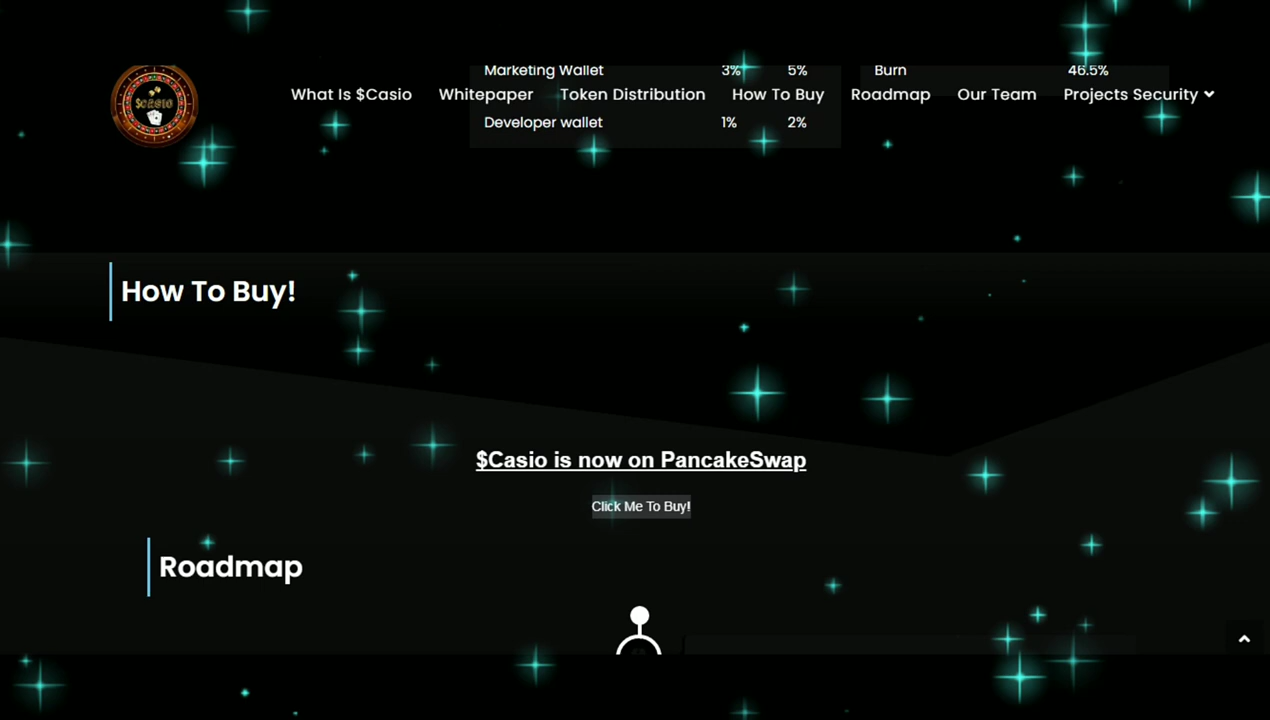 Marketing Wallet 3% 5% Burn 46.5%
$CASIO
What Is $Casio Whitepaper Token Distribution How To Buy Roadmap Our Team Projects Security
Developer wallet 1% 2%
How To Buy!
$Casio is now on PancakeSwap
Click Me To Buy!
Roadmap